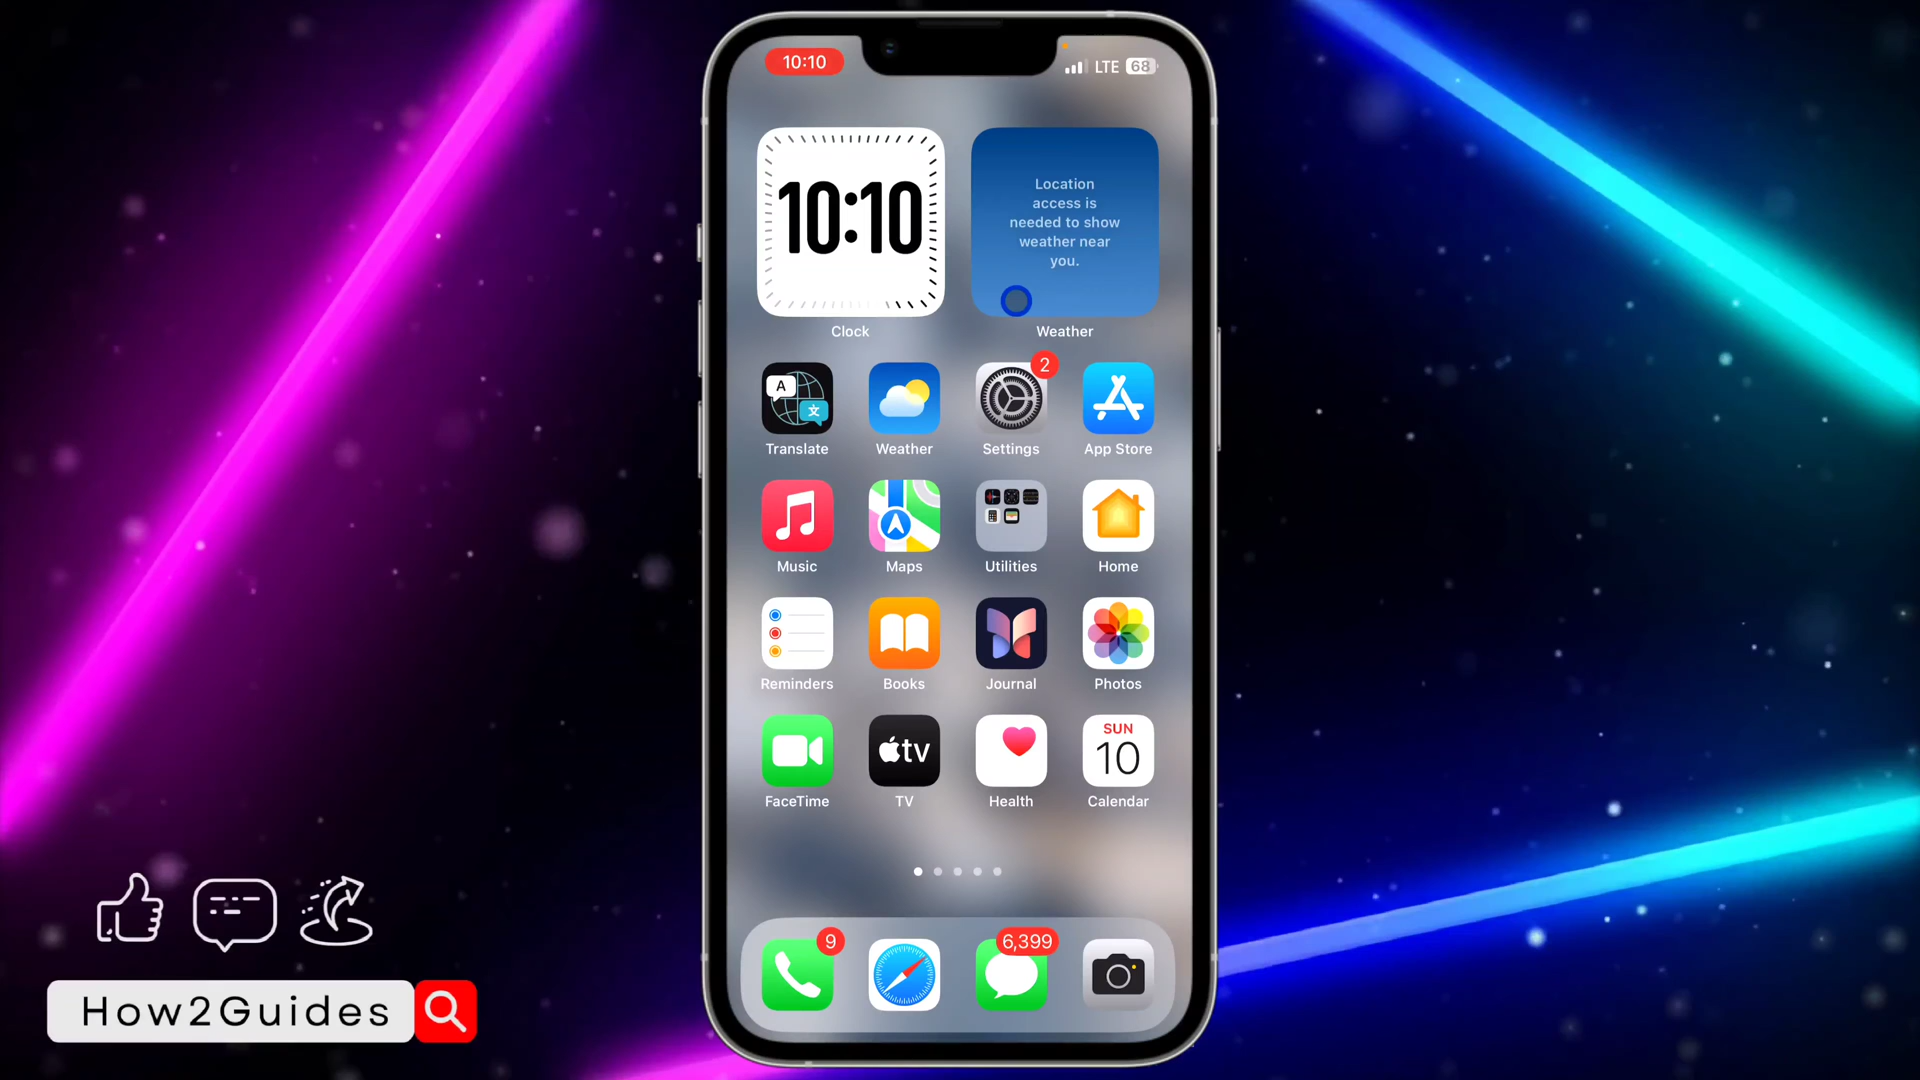 10:10
LTE 68
10:10
Location
access is
needed to show
weather near
you.
Clock
Weather
2
A
文
Translate
Weather
Settings
App Store
Music
Maps
Utilities
Home
Reminders
Books
Journal
Photos
tv
SUN
10
FaceTime
TV
Health
Calendar
9
6,399
How2Guides